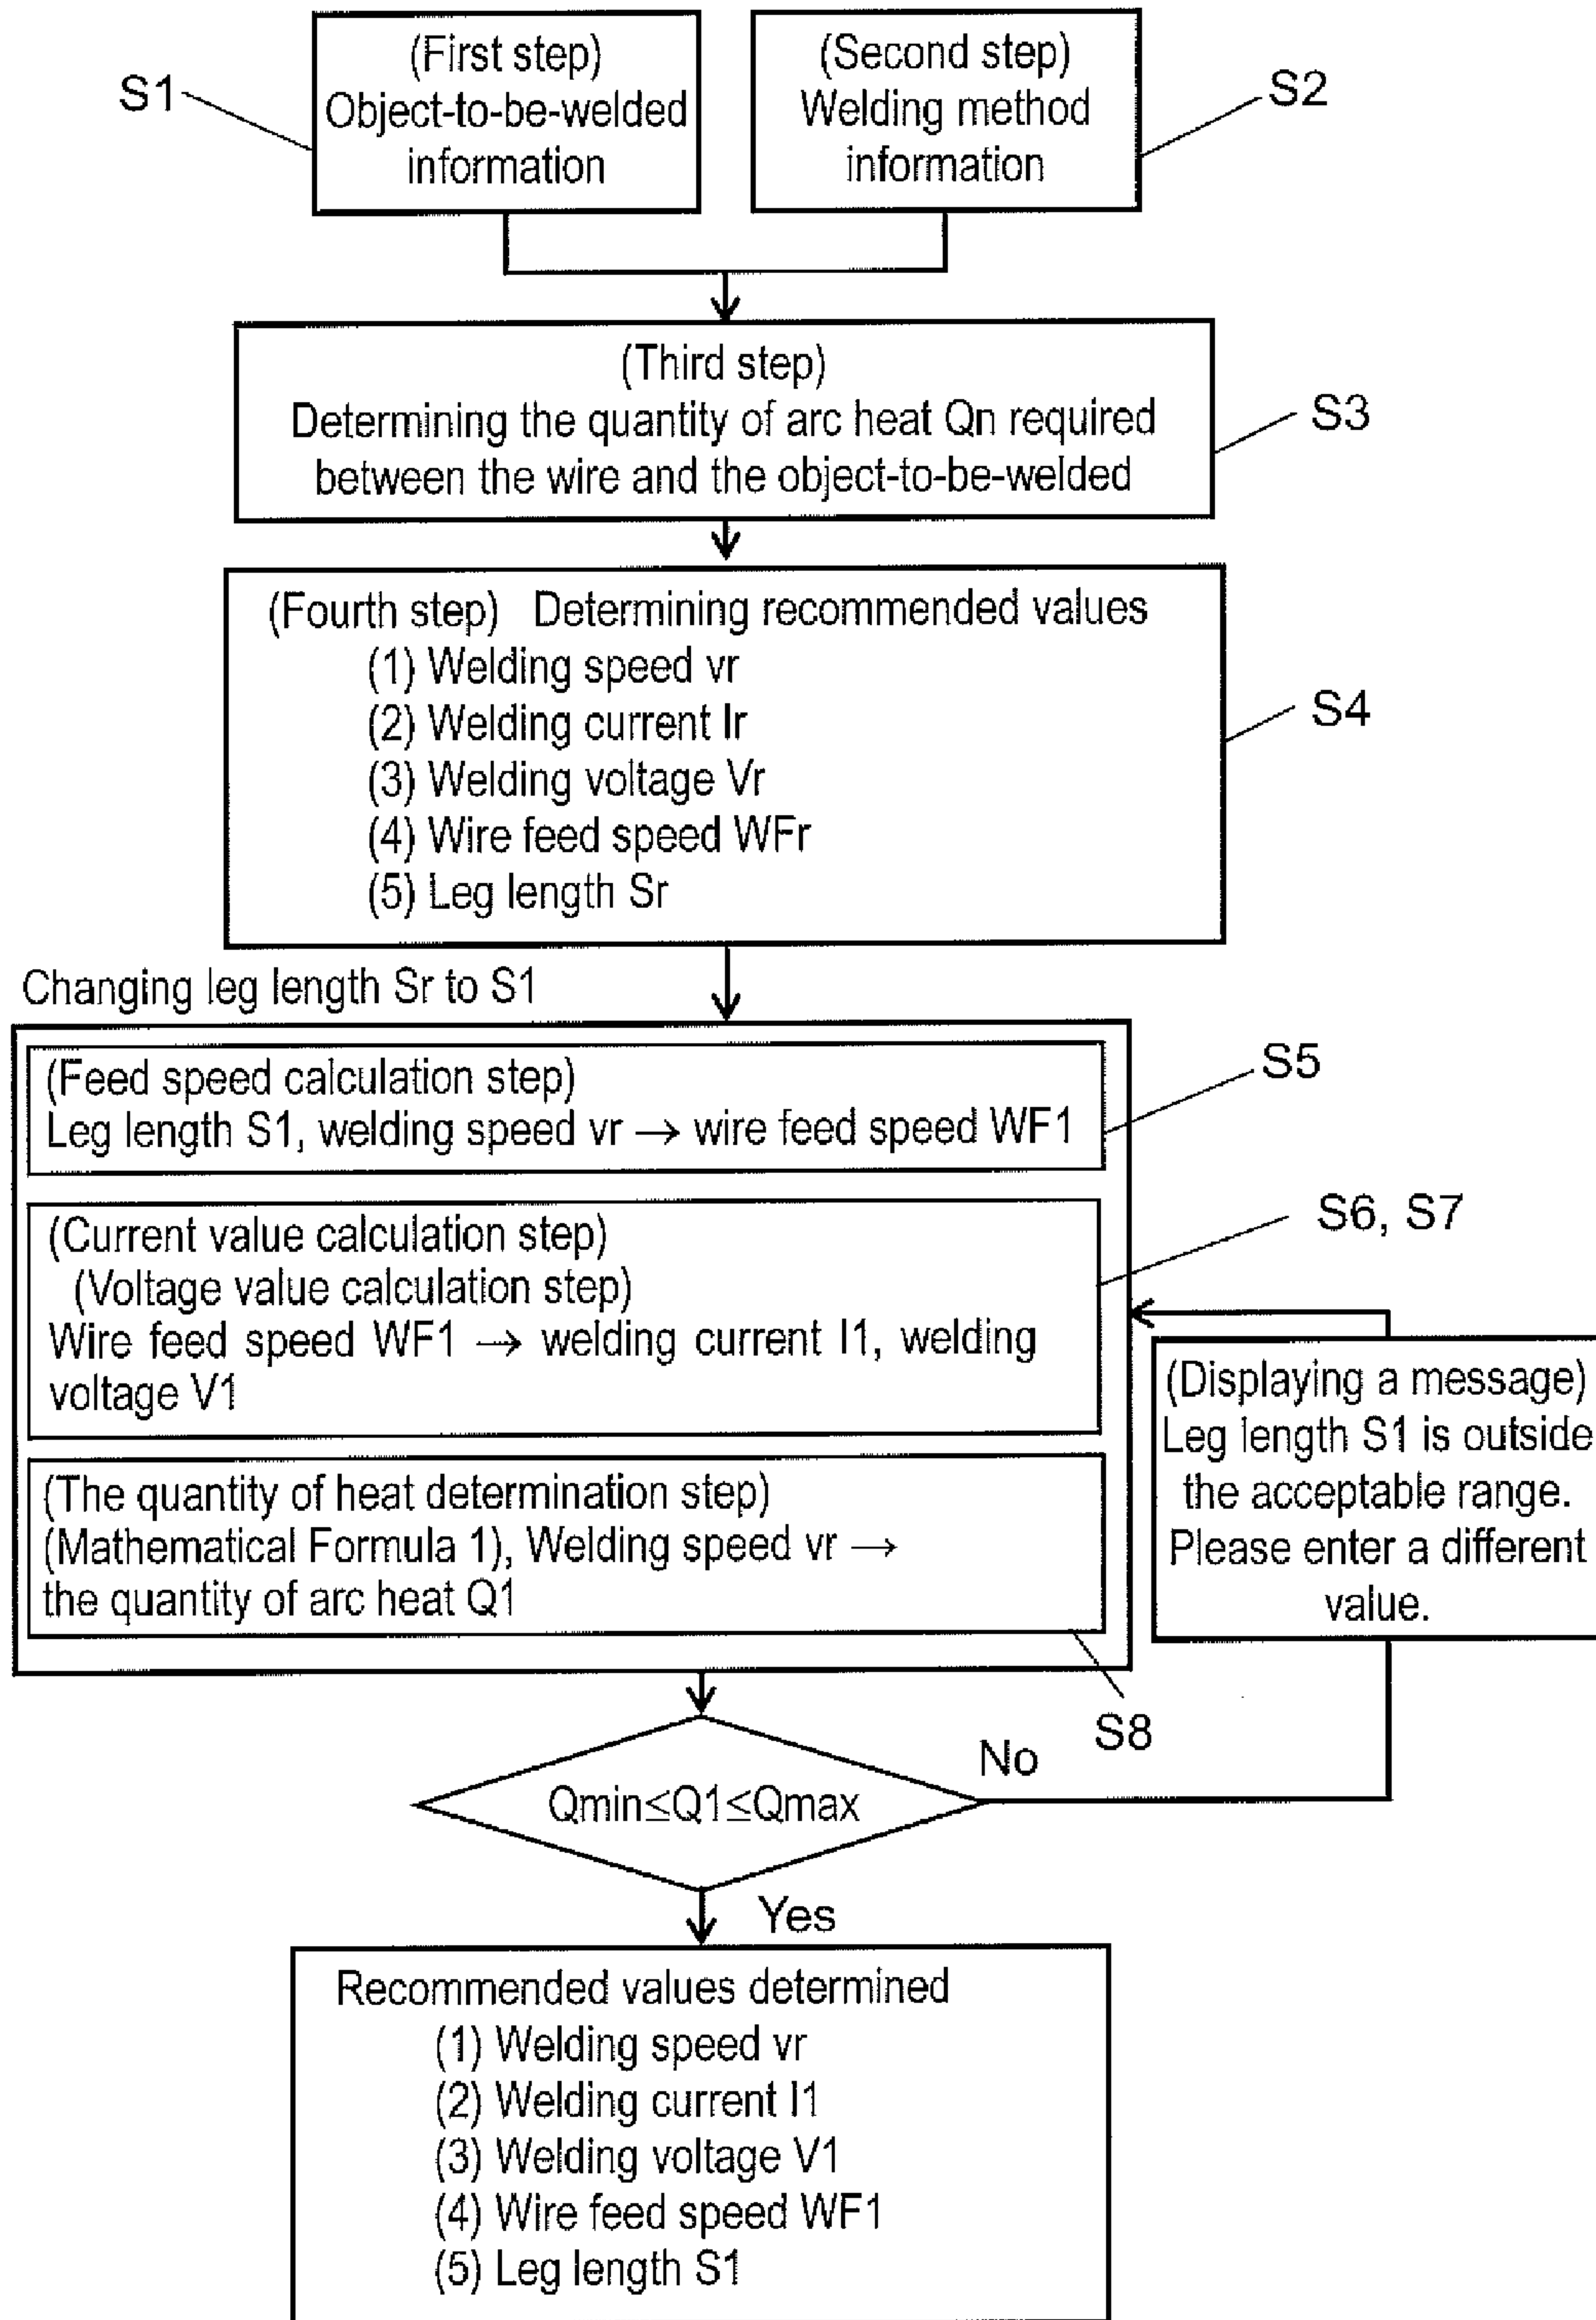 S1
(First step)
Object-to-be-welded
information
(Second step)
Welding method
information
S2
(Third step)
Determining the quantity of arc heat Qn required
between the wire and the object-to-be-welded
S3
(Fourth step) Determining recommended values
(1) Welding speed vr
(2) Welding current Ir
(3) Welding voltage Vr
(4) Wire feed speed WFr
(5) Leg length Sr
S4
Changing leg length Sr to S1
(Feed speed calculation step)
Leg length S1, welding speed vr → wire feed speed WF1
S5
(Current value calculation step)
(Voltage value calculation step)
Wire feed speed WF1 → welding current I1, welding
voltage V1
S6, S7
(The quantity of heat determination step)
(Mathematical Formula 1), Welding speed vr →
the quantity of arc heat Q1
S8
(Displaying a message)
Leg length S1 is outside
the acceptable range.
Please enter a different
value.
Qmin≤Q1≤Qmax
No
Yes
Recommended values determined
(1) Welding speed vr
(2) Welding current I1
(3) Welding voltage V1
(4) Wire feed speed WF1
(5) Leg length S1